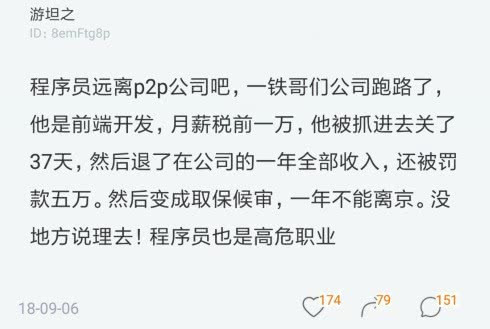 游坦之
ID: 8emFtg8p
程序员远离p2p公司吧，一铁哥们公司跑路了，
他是前端开发，月薪税前一万，他被抓进去关了
37天，然后退了在公司的一年全部收入，还被罚
款五万。然后变成取保候审，一年不能离京。没
地方说理去！程序员也是高危职业
18-09-06 174 79 151